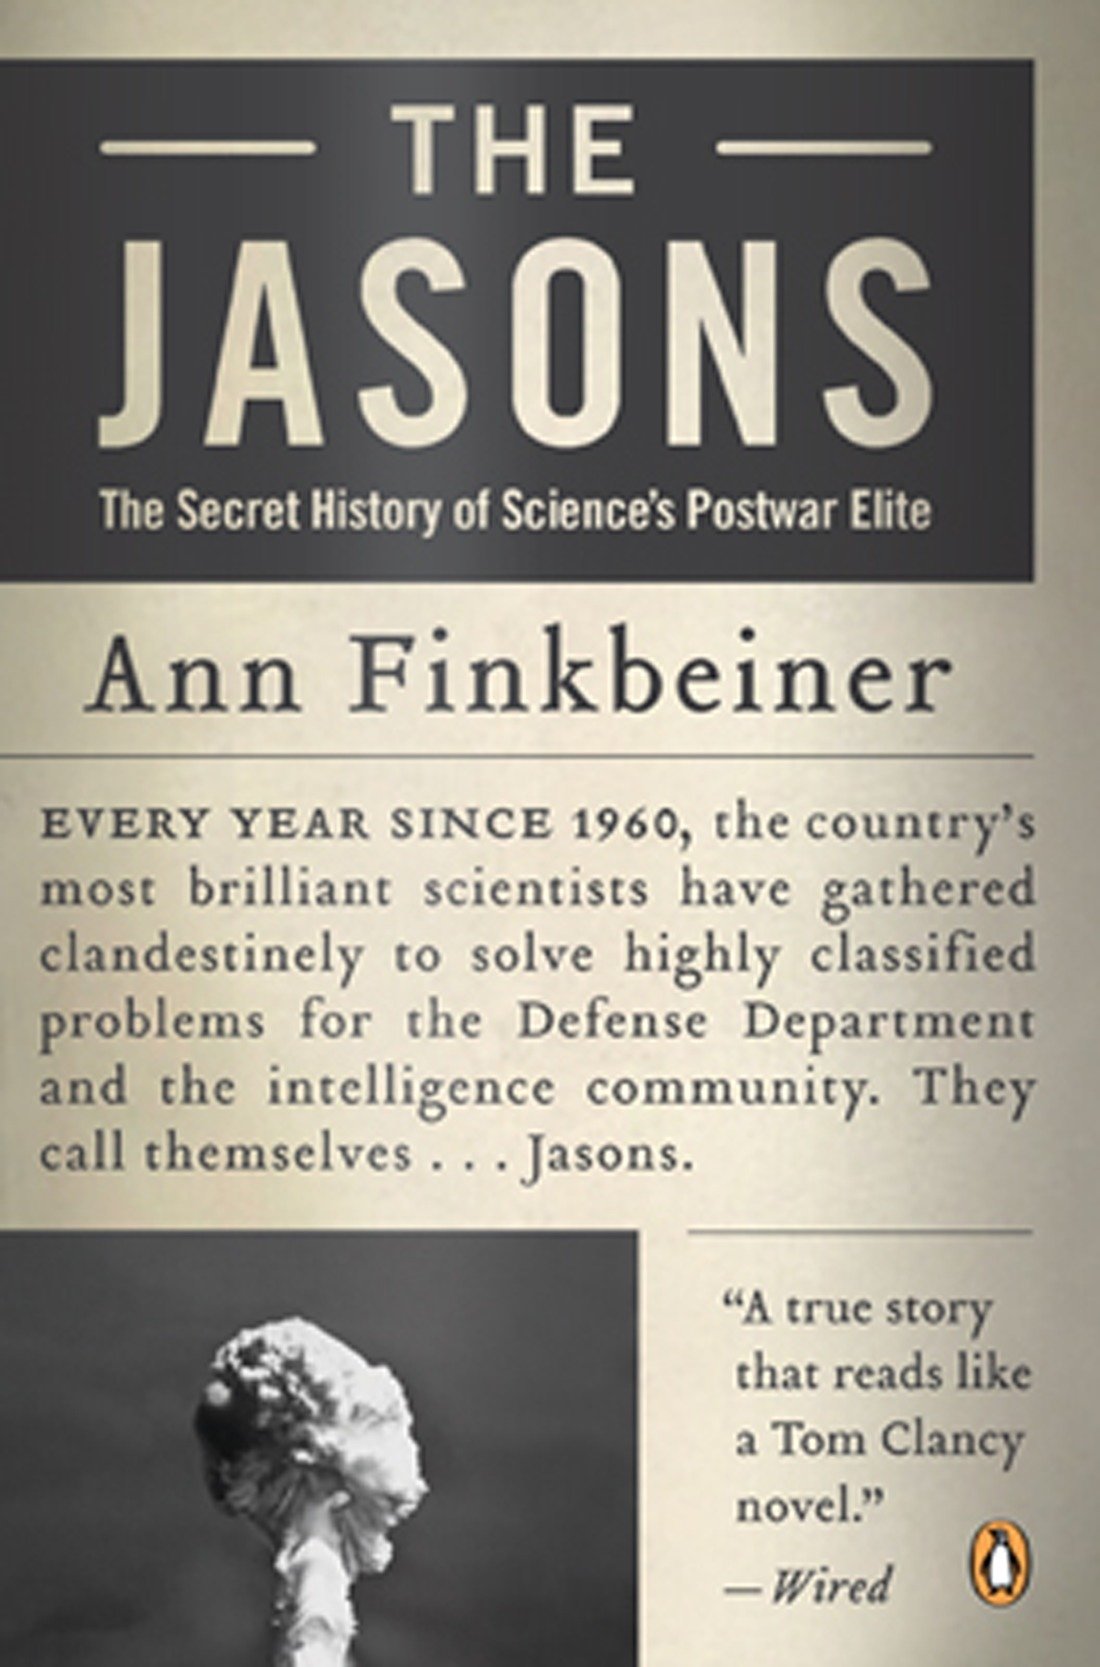 THE
JASONS
The Secret History of Science's Postwar Elite
Ann Finkbeiner
EVERY YEAR SINCE 1960, the country's
most brilliant scientists have gathered
clandestinely to solve highly classified
problems for the Defense Department
and the intelligence community. They
call themselves . . . Jasons.
“A true story
that reads like
a Tom Clancy
novel.”
— Wired